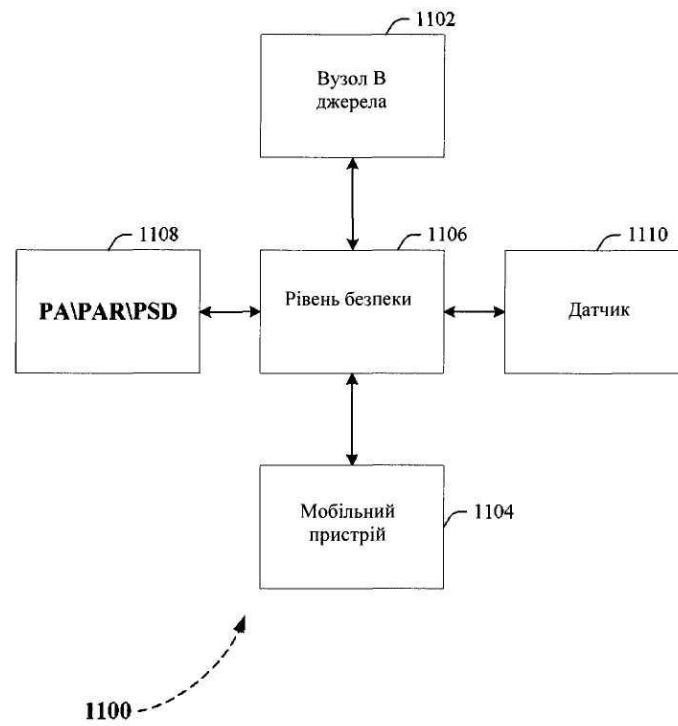 1102
Вузол В
джерела
1108
1106
1110
PA\PAR\PSD
Рівень безпеки
Датчик
Мобільний
пристрій
1104
1100